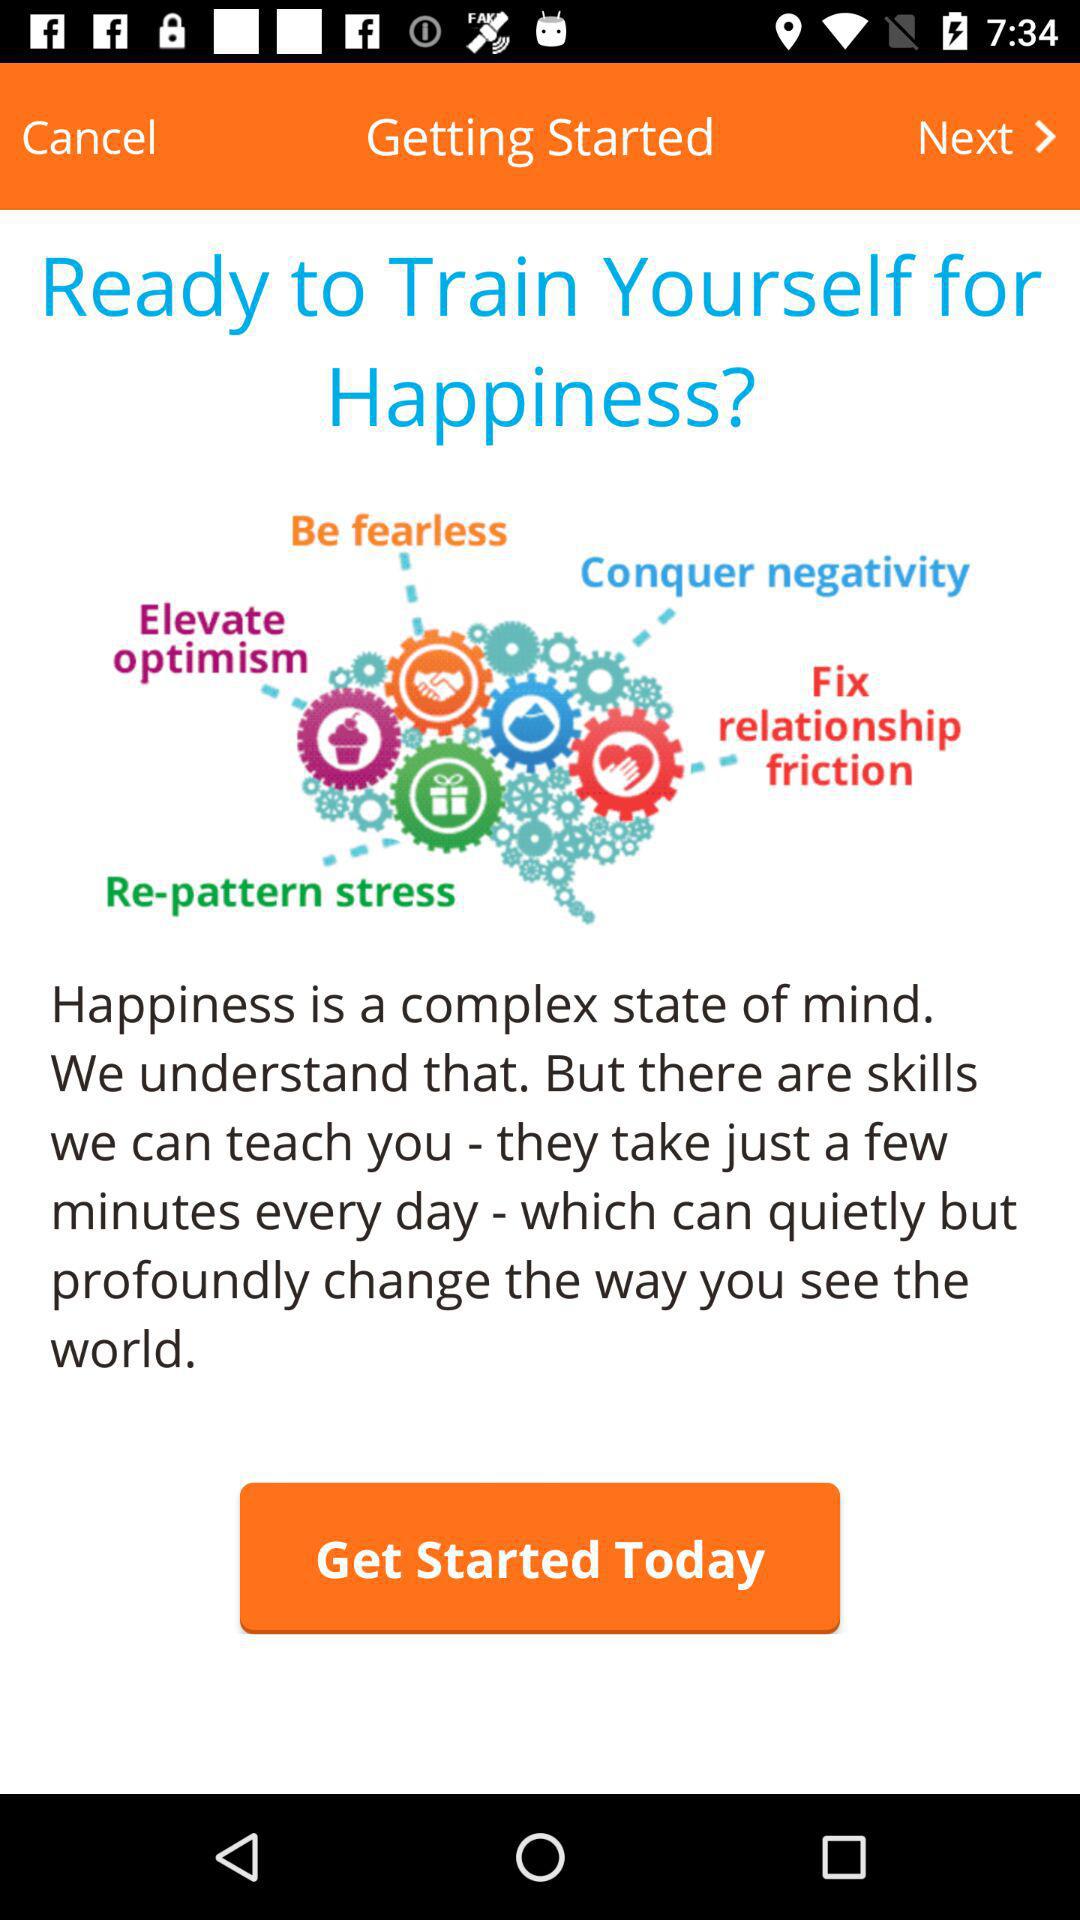 FAKE
7:34
Cancel
Getting Started
Next
Ready to Train Yourself for
Happiness?
Be fearless
Conquer negativity
Elevate
optimism
Fix
relationship
friction
Re-pattern stress
Happiness is a complex state of mind.
We understand that. But there are skills
we can teach you - they take just a few
minutes every day - which can quietly but
profoundly change the way you see the
world.
Get Started Today